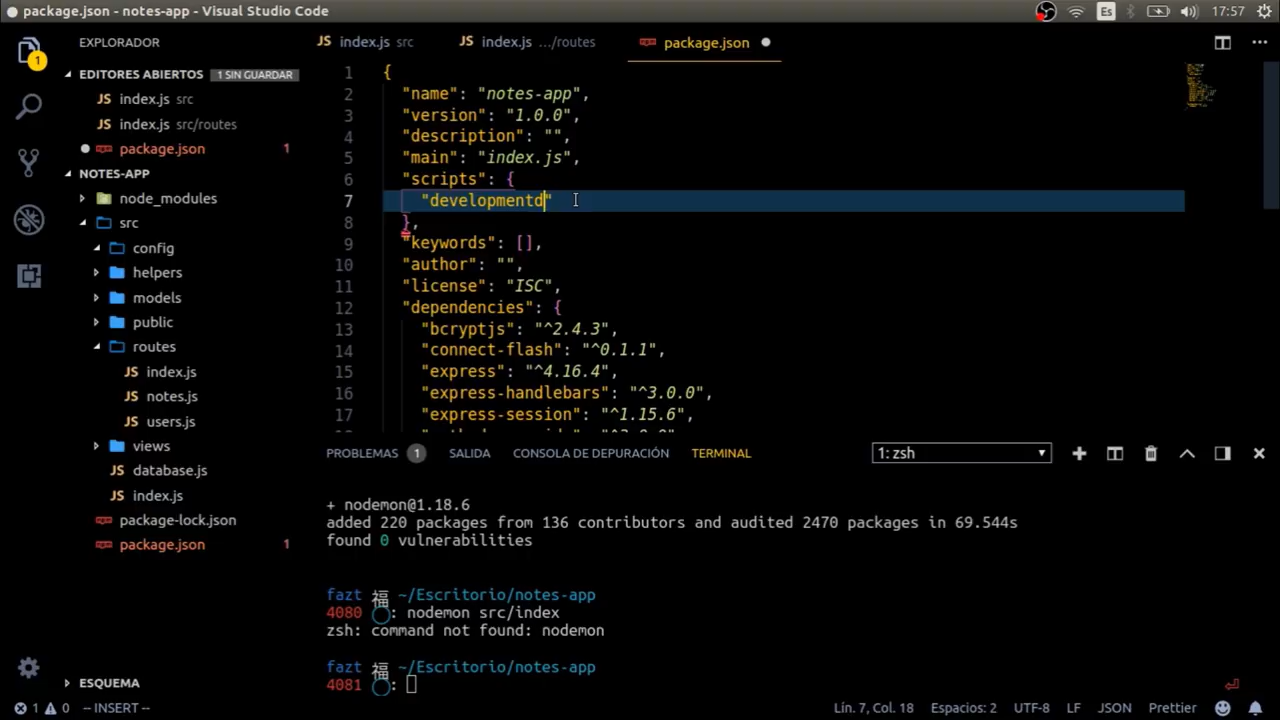 package.json - notes-app - Visual Studio Code
Es
17:57
EXPLORADOR
1
index.js src
index.js .../routes
package.json
EDITORES ABIERTOS 1 SIN GUARDAR
JS index.js src
JS index.js src/routes
package.json 1
NOTES-APP
node_modules
src
config
helpers
models
public
routes
JS index.js
JS notes.js
JS users.js
views
JS database.js
JS index.js
package-lock.json
package.json 1
ESQUEMA
1 {
2 "name": "notes-app",
3 "version": "1.0.0",
4 "description": "",
5 "main": "index.js",
6 "scripts": {
7 "developmentd"
8 },
9 "keywords": [],
10 "author": "",
11 "license": "ISC",
12 "dependencies": {
13 "bcryptjs": "^2.4.3",
14 "connect-flash": "^0.1.1",
15 "express": "^4.16.4",
16 "express-handlebars": "^3.0.0",
17 "express-session": "^1.15.6",
PROBLEMAS 1 SALIDA CONSOLA DE DEPURACIÓN TERMINAL 1: zsh
+ nodemon@1.18.6
added 220 packages from 136 contributors and audited 2470 packages in 69.544s
found 0 vulnerabilities
fazt 福 ~/Escritorio/notes-app
4080 : nodemon src/index
zsh: command not found: nodemon
fazt 福 ~/Escritorio/notes-app
4081 :
1 0 -- INSERT -- Lín. 7, Col. 18 Espacios: 2 UTF-8 LF JSON Prettier